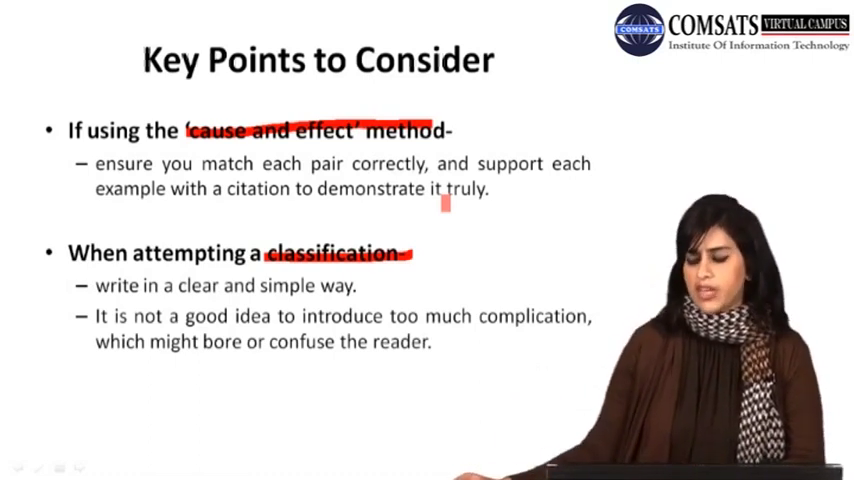 COMSATS VIRTUAL CAMPUS
COMSATS
Institute Of Information Technology
Key Points to Consider
• If using the ‘cause and effect’ method-
– ensure you match each pair correctly, and support each
example with a citation to demonstrate it truly.
• When attempting a classification-
– write in a clear and simple way.
– It is not a good idea to introduce too much complication,
which might bore or confuse the reader.